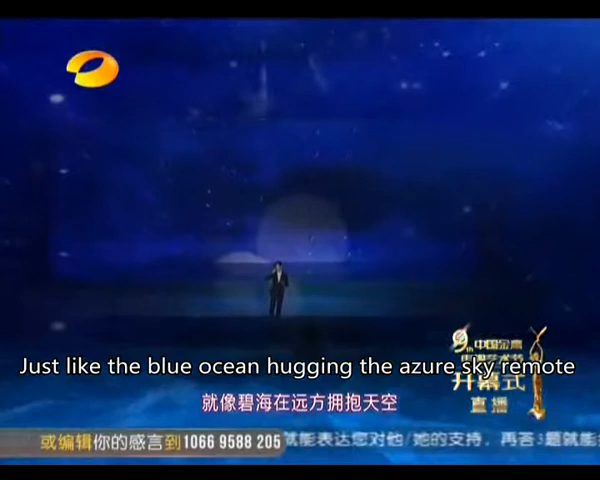 9th 中国金鹰
电视艺术节
Just like the blue ocean hugging the azure sky remote
开幕式
就像碧海在远方拥抱天空
直播
或编辑你的感言到1066 9588 205
就能表达您对他/她的支持，再答3题就能